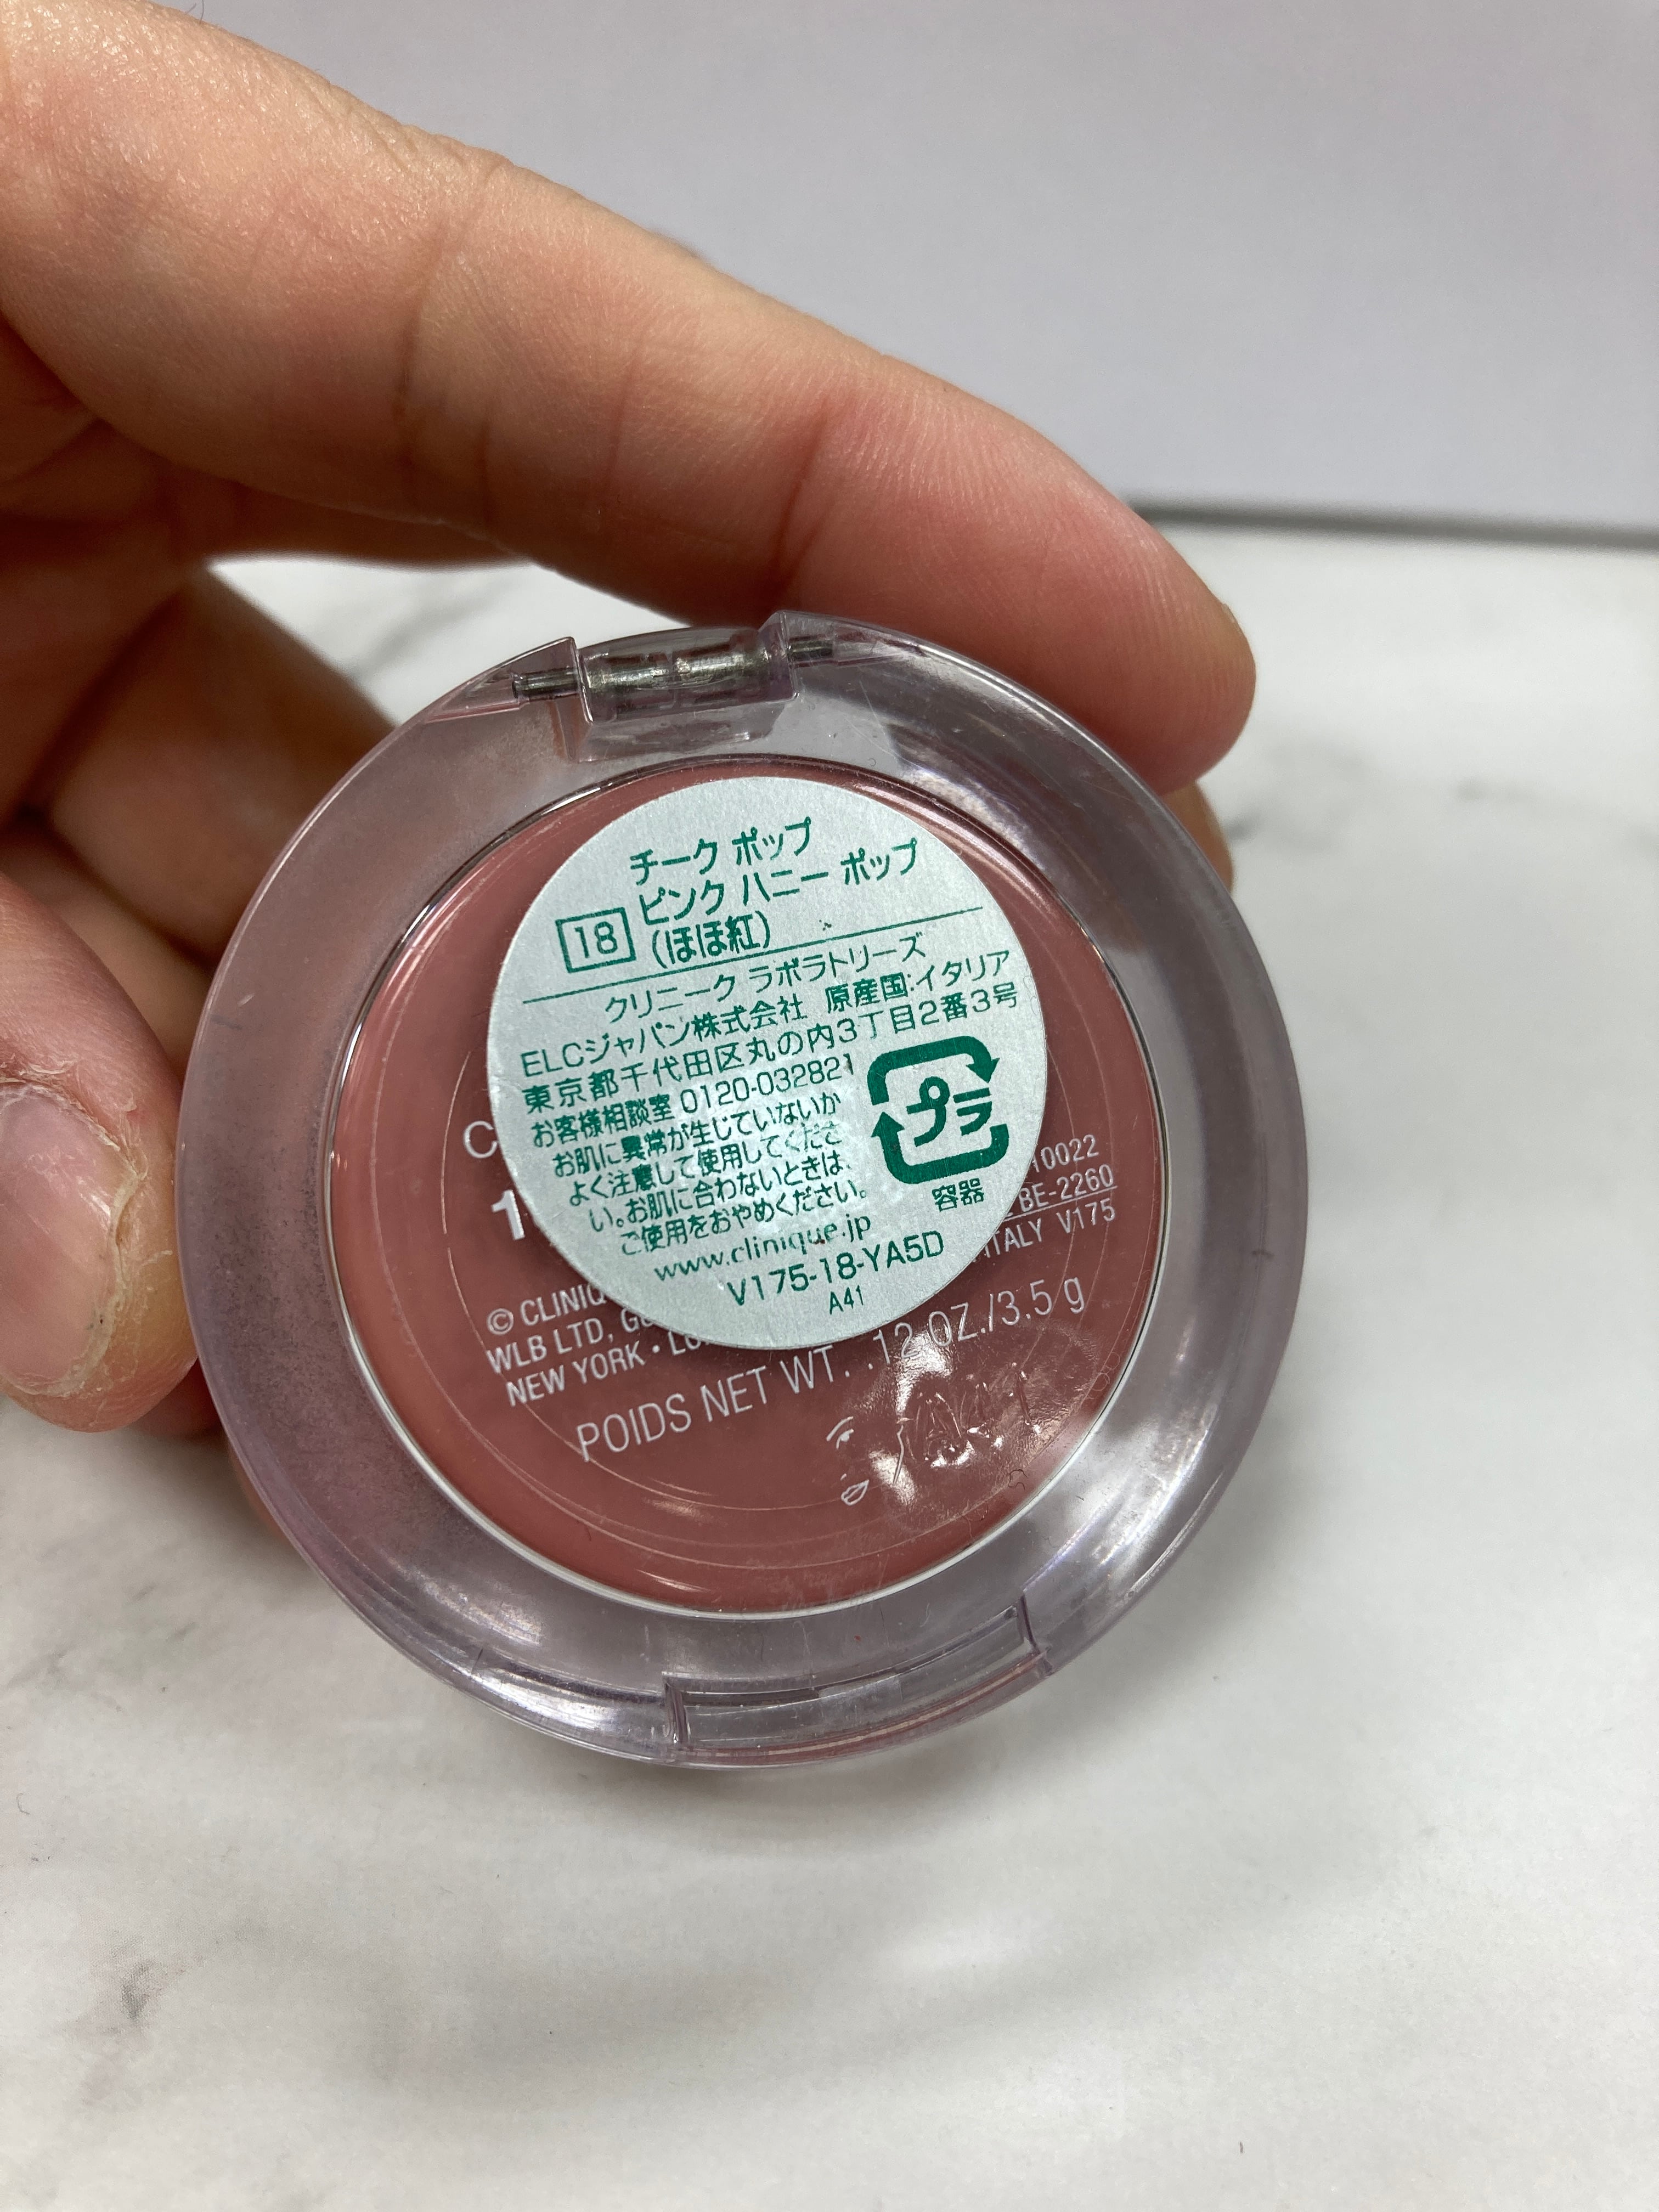 チーク ポップ
ピンク ハニー ポップ
18 (ほほ紅)
クリニーク ラボラトリーズ
ELCジャパン株式会社 原産国:イタリア
東京都千代田区丸の内3丁目2番3号
お客様相談室 0120-032821
お肌に異常が生じていないか
よく注意して使用してくださ
い。お肌に合わないときは、
ご使用をおやめください。
www.clinique.jp
V175-18-YA5D
A41
プラ
容器
10022
BE-2260
ITALY V175
© CLINIQ
WLB LTD,
NEW YORK •
POIDS NET WT. .12 OZ./3.5 g
A41